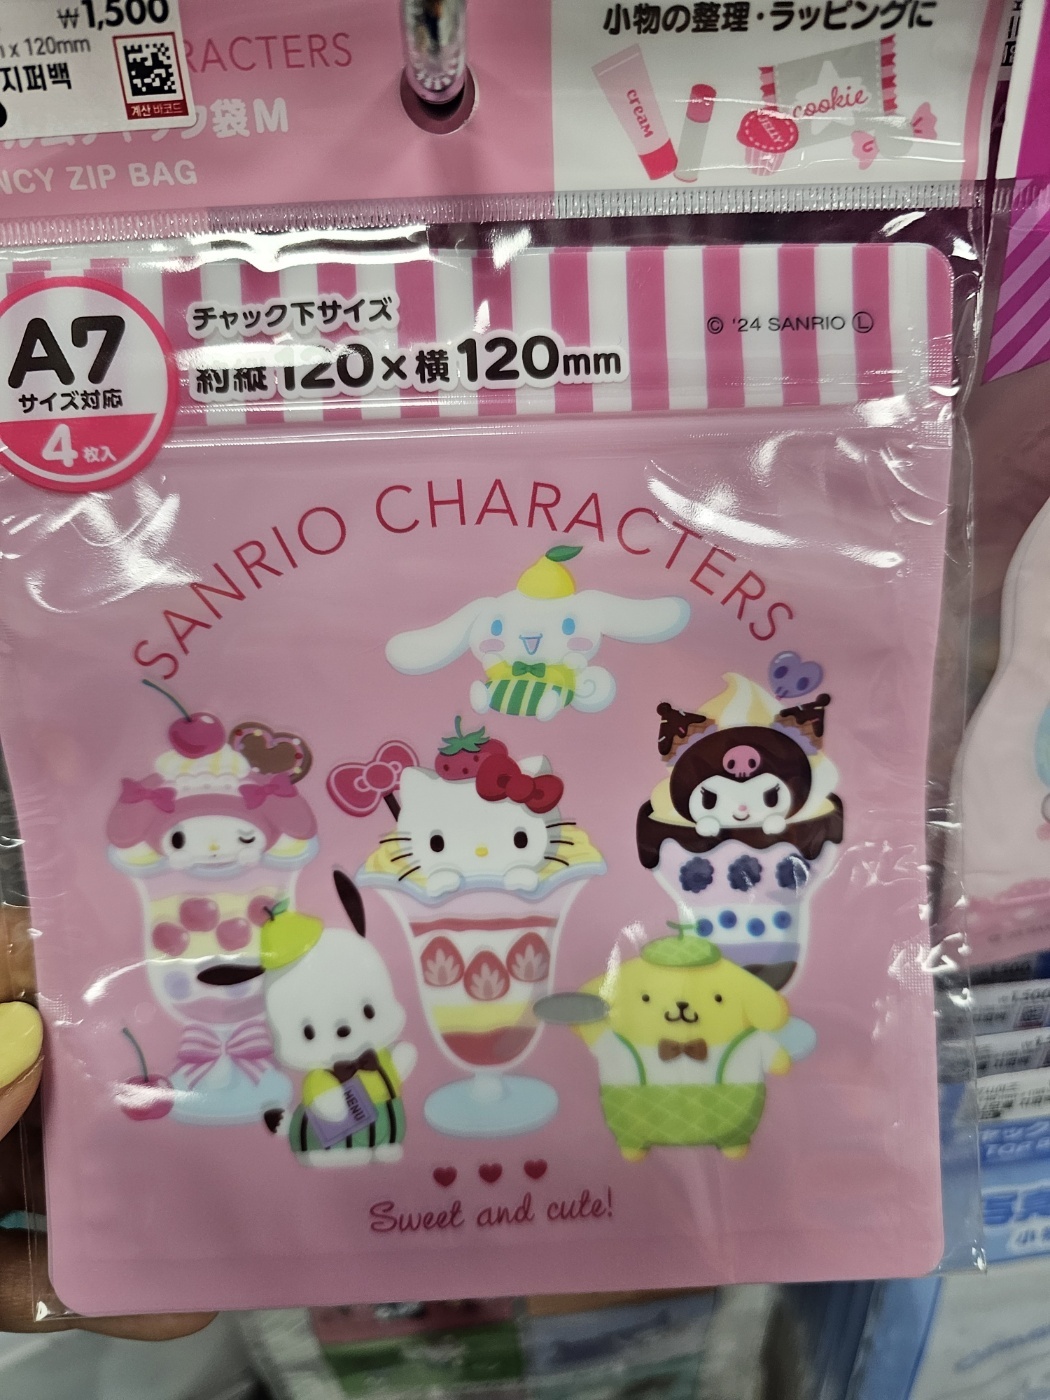 ₩1,500
x 120mm
지퍼백
계산 바코드
RACTERS
袋M
NCY ZIP BAG
小物の整理・ラッピングに
cream
cookie
JELLY
A7
サイズ対応
4枚入
チャック下サイズ
約縦120×横120mm
© '24 SANRIO Ⓛ
SANRIO CHARACTERS
MENU
Sweet and cute!